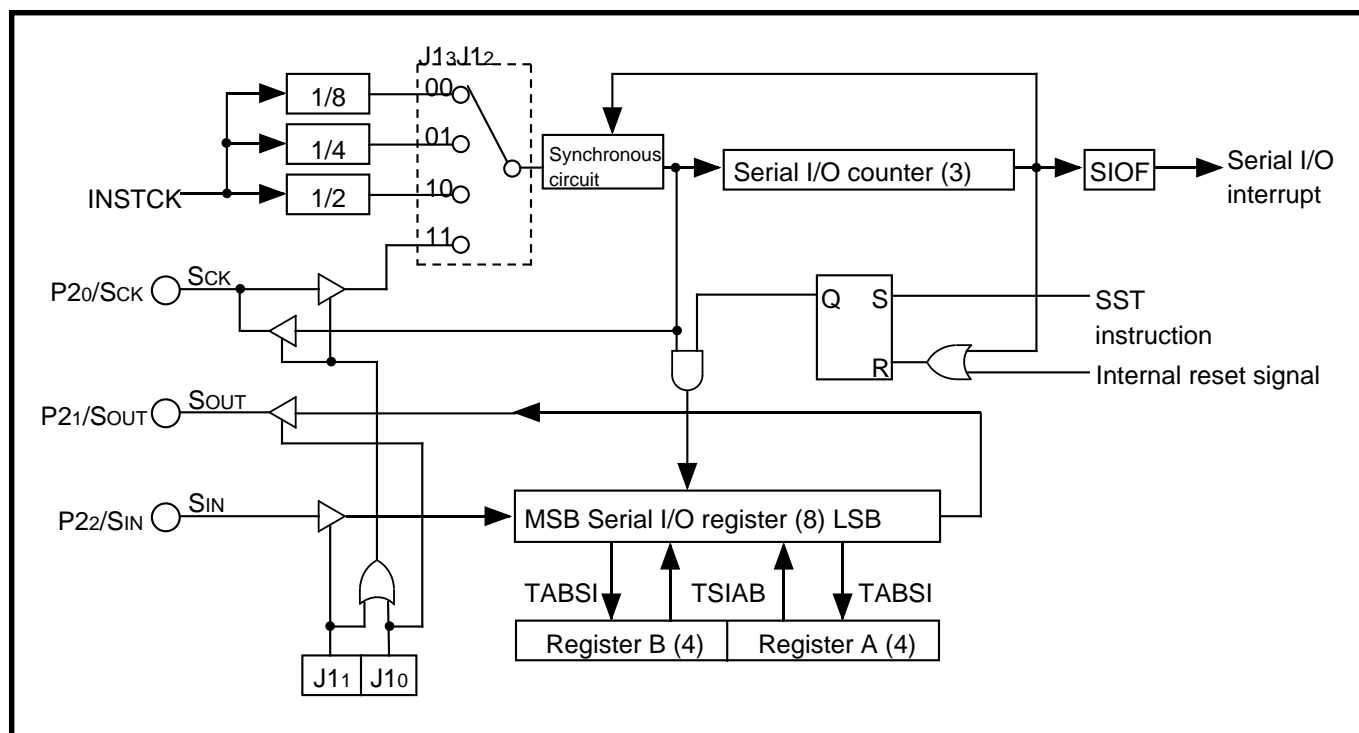 J13J12
00
1/8
01
1/4
10
1/2
11
INSTCK
Synchronous
circuit
Serial I/O counter (3)
SIOF
Serial I/O
interrupt
P20/SCK
SCK
Q
S
R
SST
instruction
Internal reset signal
P21/SOUT
SOUT
P22/SIN
SIN
MSB Serial I/O register (8) LSB
TABSI
TSIAB
TABSI
Register B (4)
Register A (4)
J11
J10